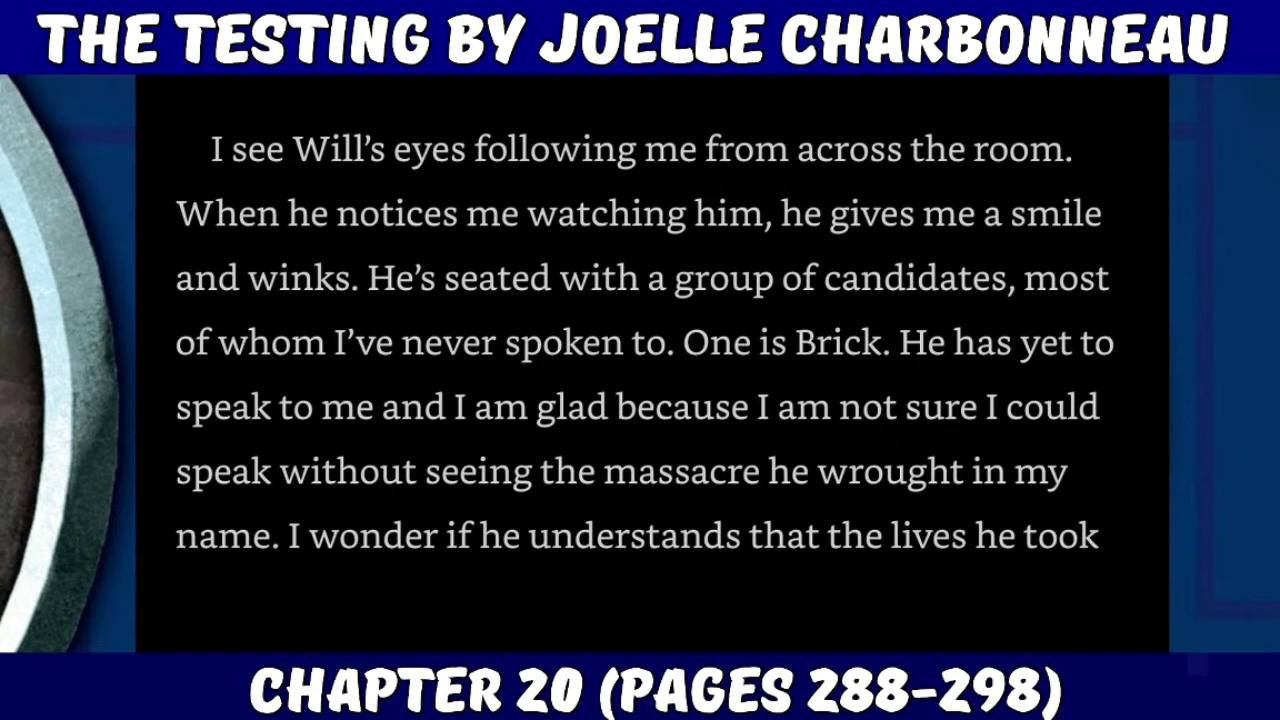 THE TESTING BY JOELLE CHARBONNEAU
I see Will’s eyes following me from across the room.
When he notices me watching him, he gives me a smile
and winks. He’s seated with a group of candidates, most
of whom I’ve never spoken to. One is Brick. He has yet to
speak to me and I am glad because I am not sure I could
speak without seeing the massacre he wrought in my
name. I wonder if he understands that the lives he took
CHAPTER 20 (PAGES 288-298)